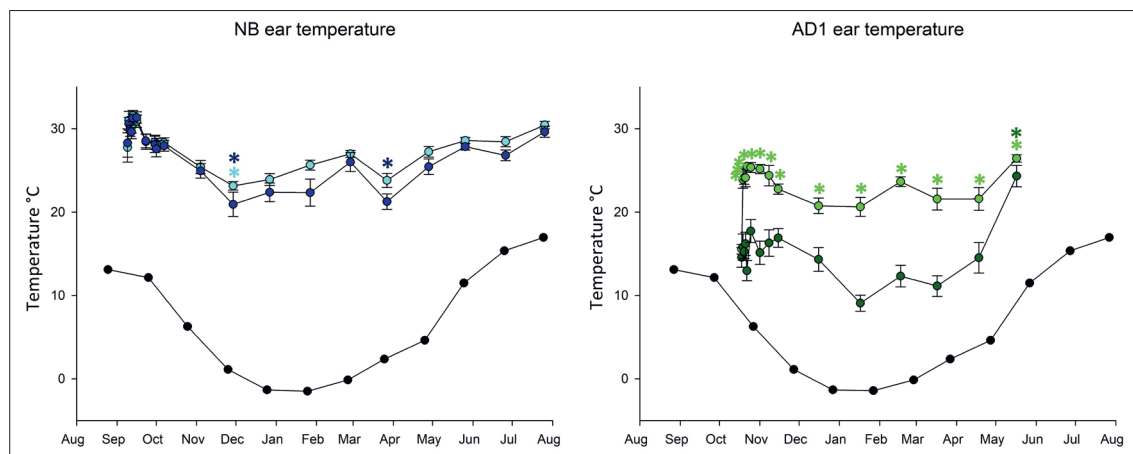 NB ear temperature
Temperature °C
30
20
10
0
Aug Sep Oct Nov Dec Jan Feb Mar Apr May Jun Jul Aug
AD1 ear temperature
Temperature °C
30
20
10
0
Aug Sep Oct Nov Dec Jan Feb Mar Apr May Jun Jul Aug